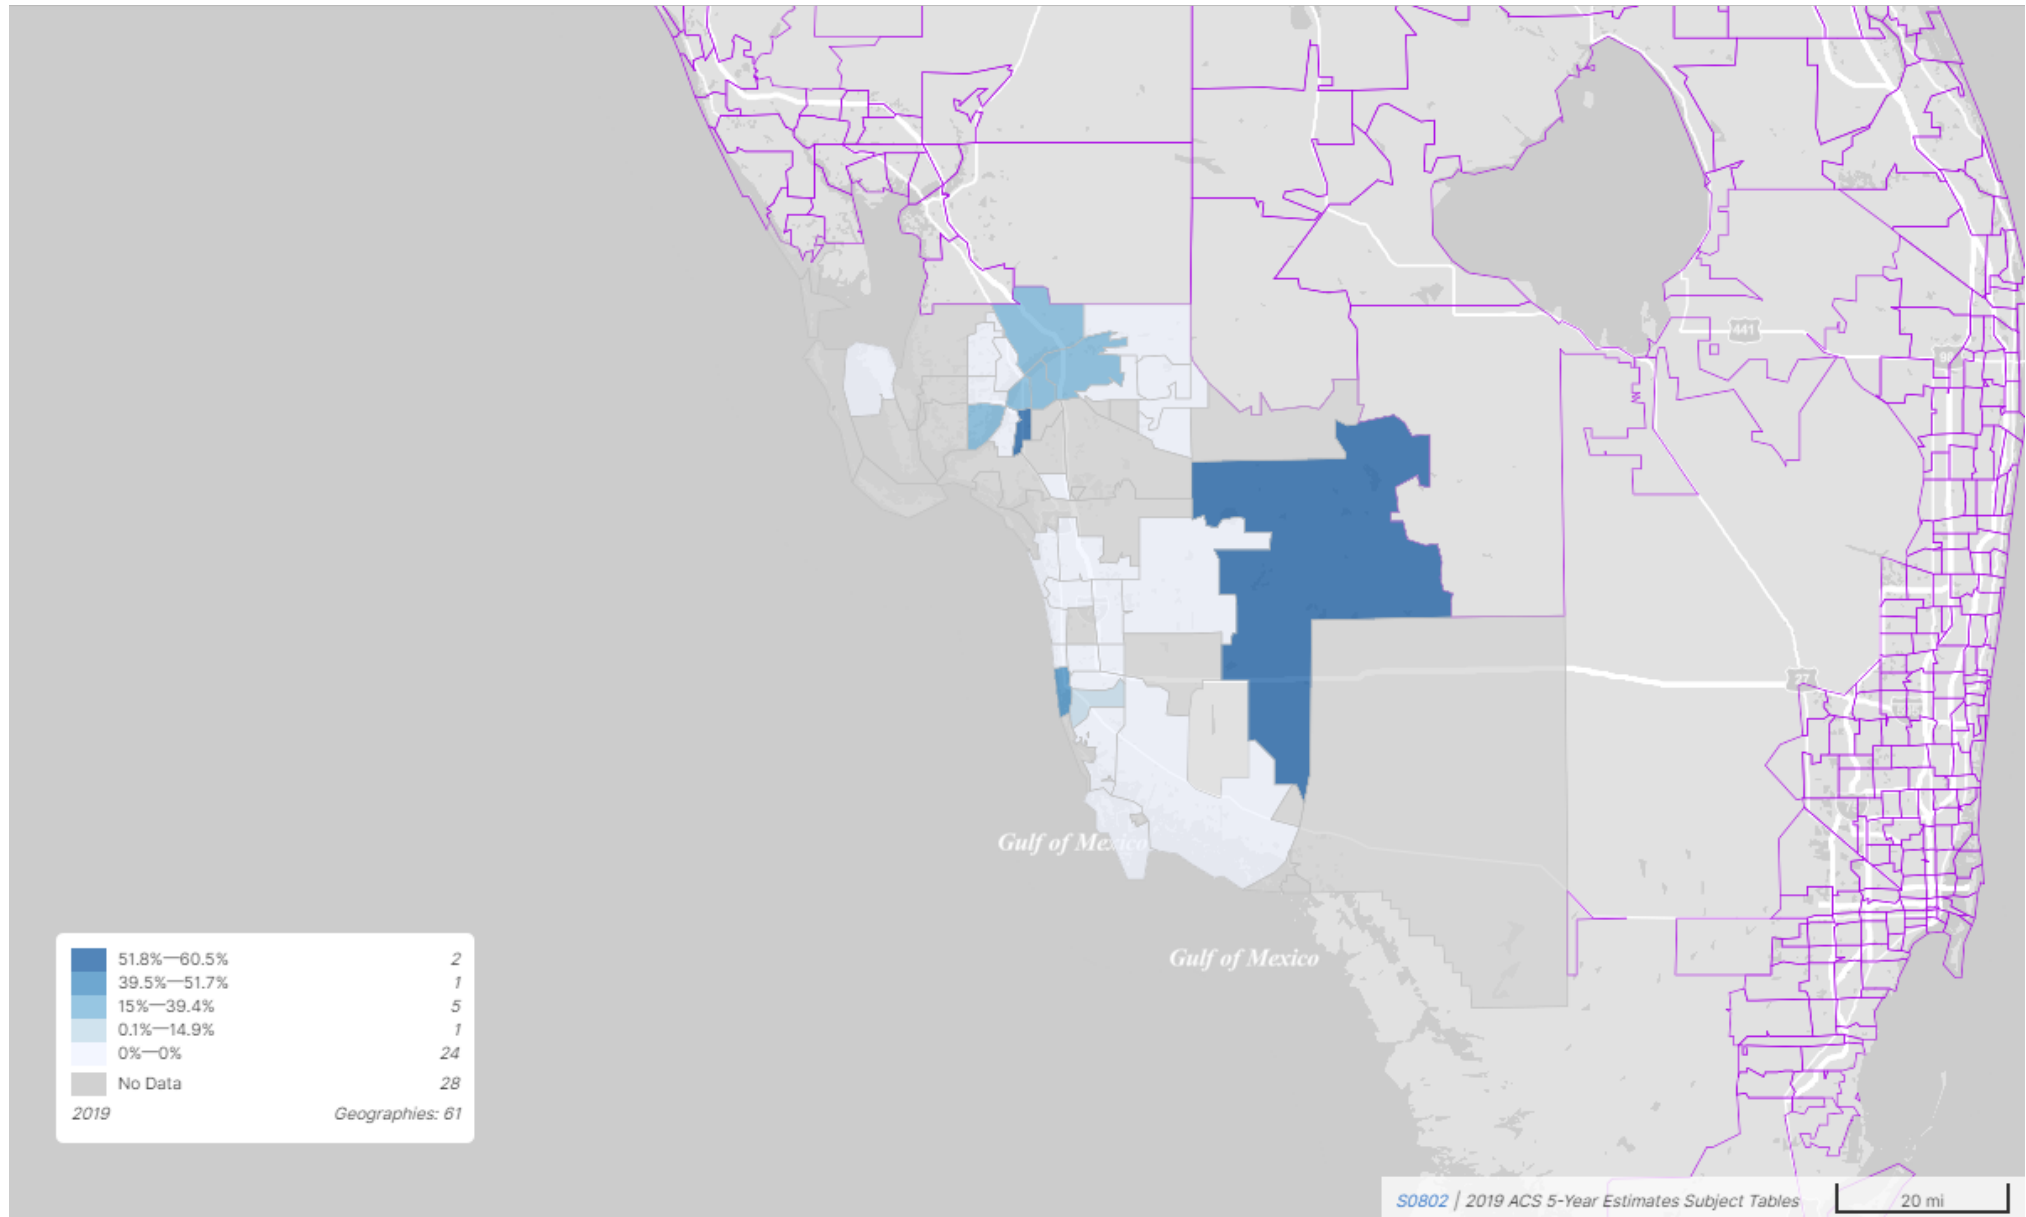 441
98
27
Gulf of Mexico
Gulf of Mexico
51.8%—60.5% 2
39.5%—51.7% 1
15%—39.4% 5
0.1%—14.9% 1
0%—0% 24
No Data 28
2019 Geographies: 61
S0802 | 2019 ACS 5-Year Estimates Subject Tables
20 mi